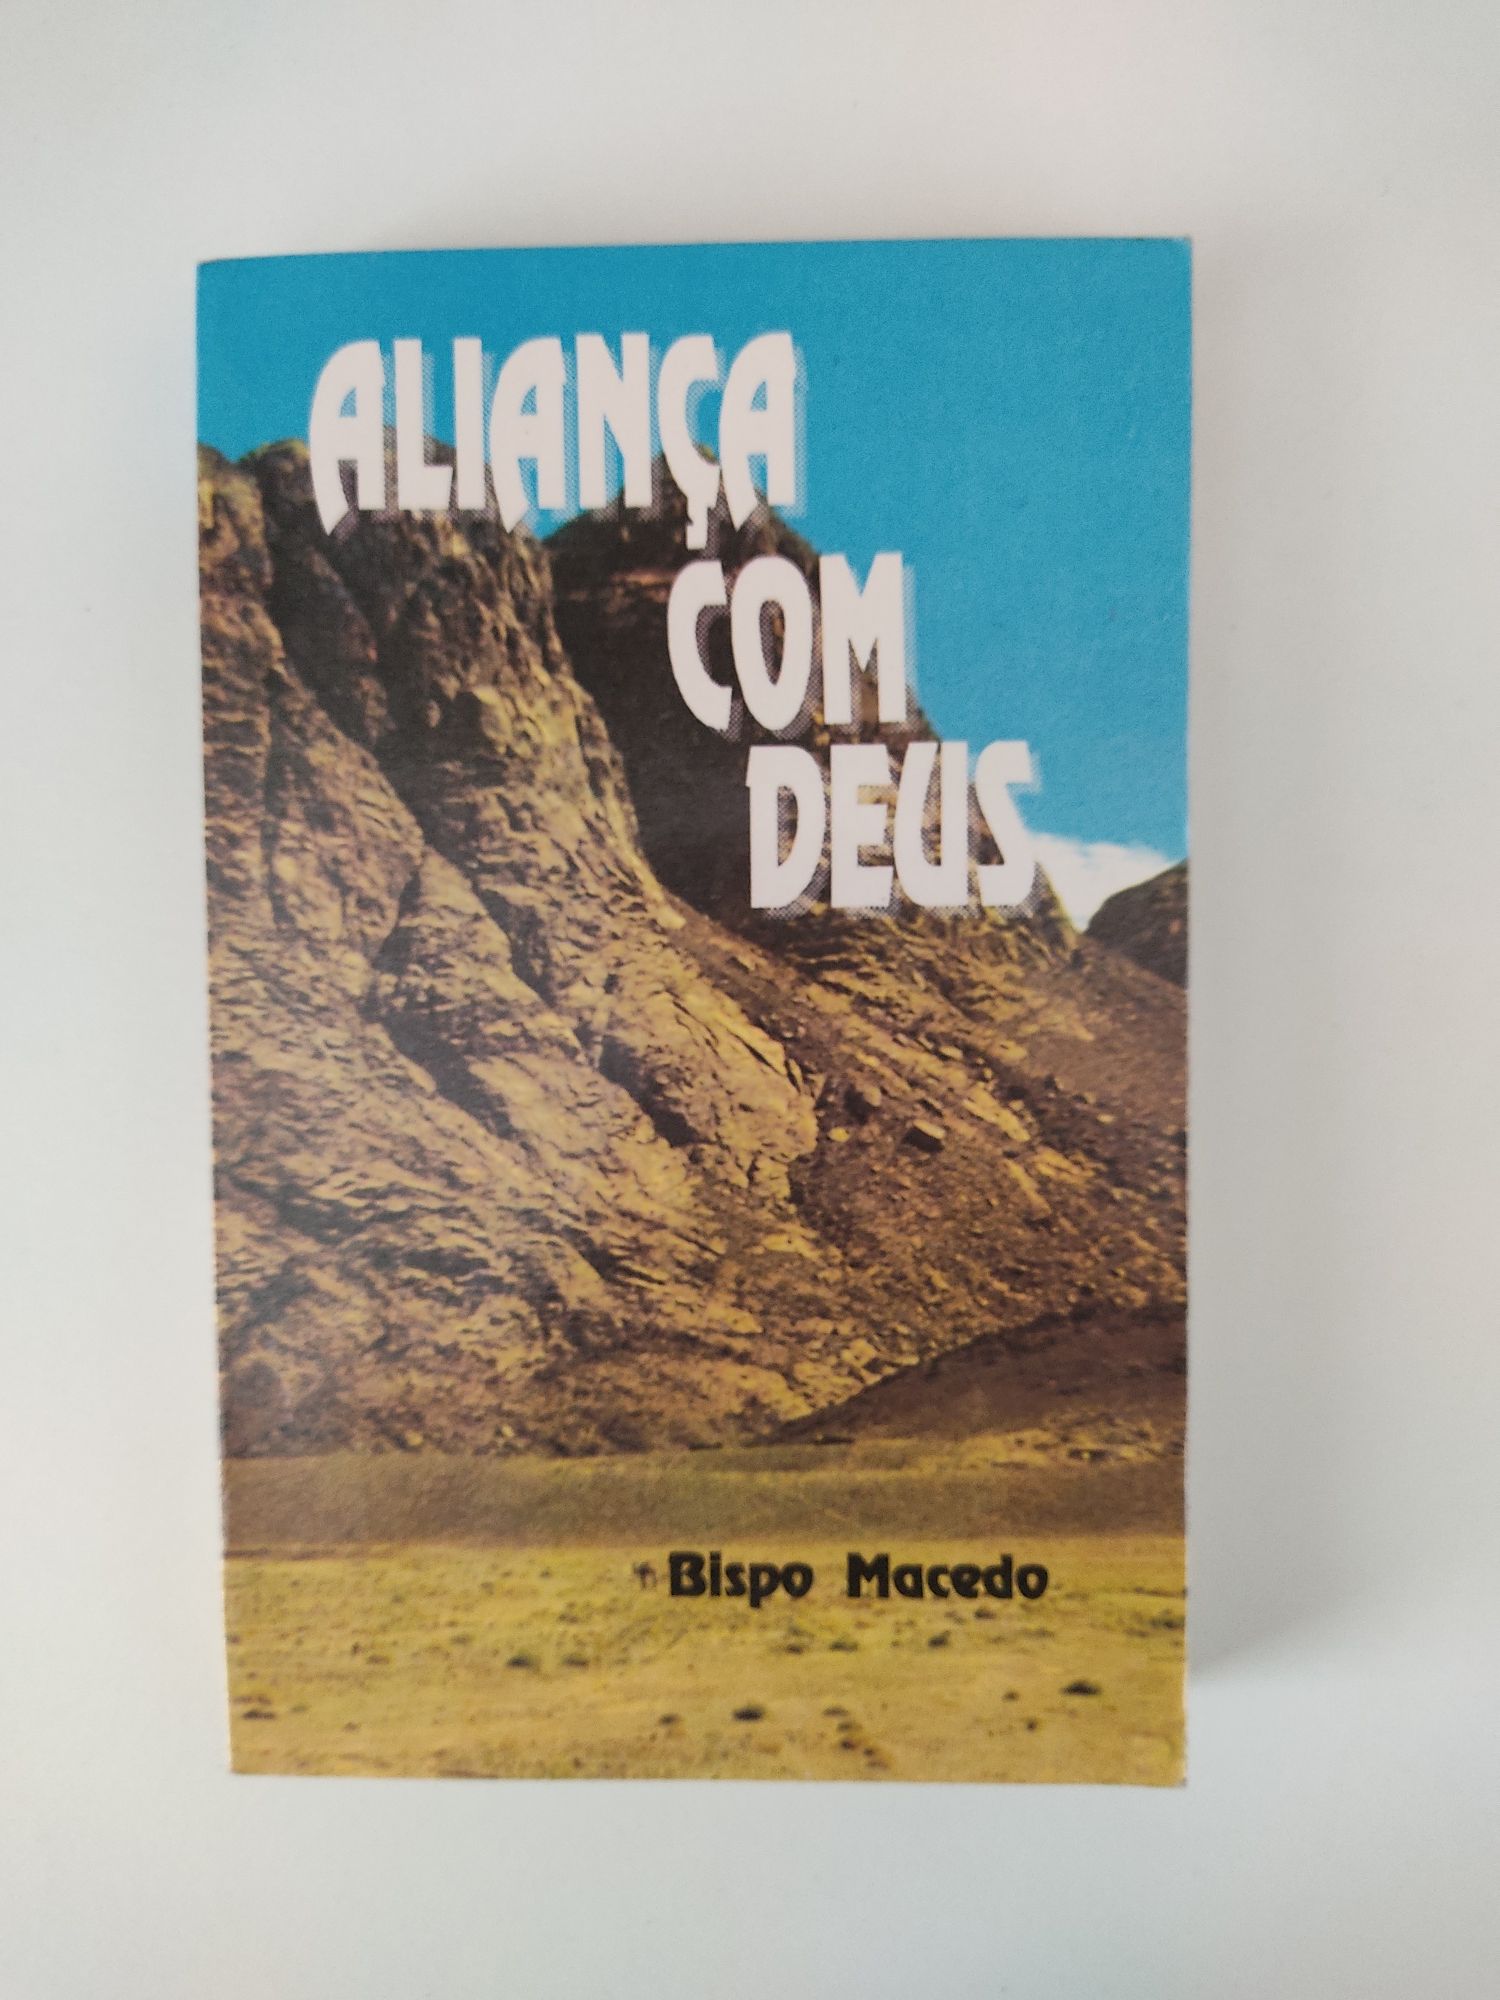 ALIANÇA
COM
DEUS
Bispo Macedo